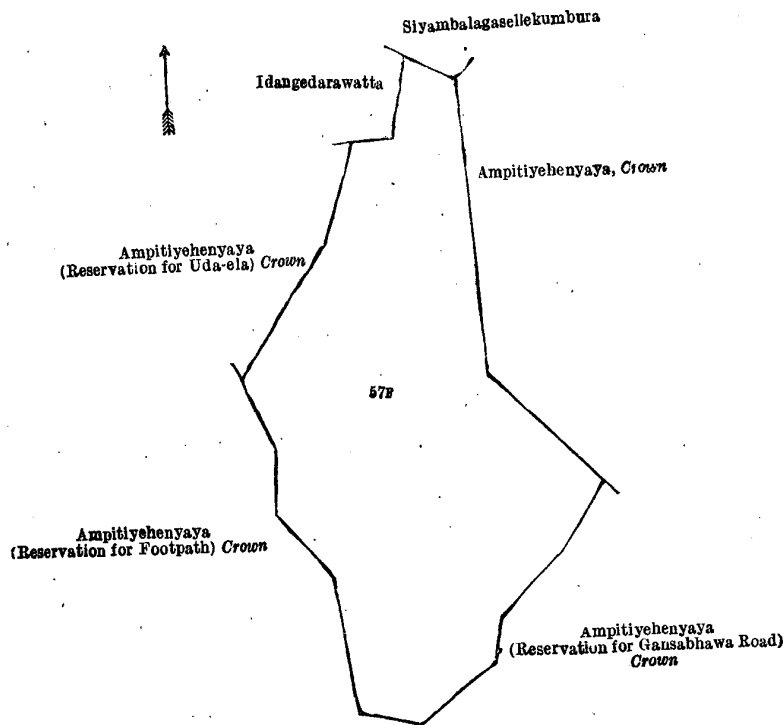 Siyambalagasellekumbura
Idangedarawatta
Ampitiyehenyaya, Crown
Ampitiyehenyaya
(Reservation for Uda-ela) Crown
57B
Ampitiyehenyaya
(Reservation for Footpath) Crown
Ampitiyehenyaya
(Reservation for Gansabhawa Road)
Crown